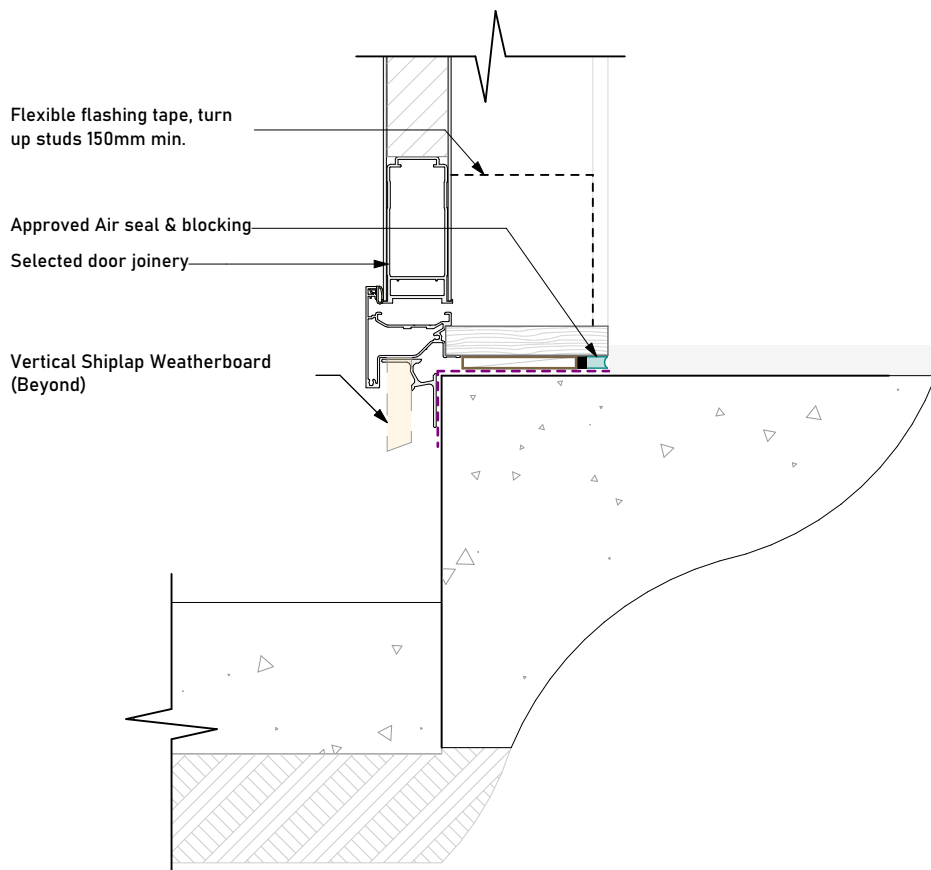 Flexible flashing tape, turn
up studs 150mm min.
Approved Air seal & blocking
Selected door joinery
Vertical Shiplap Weatherboard
(Beyond)